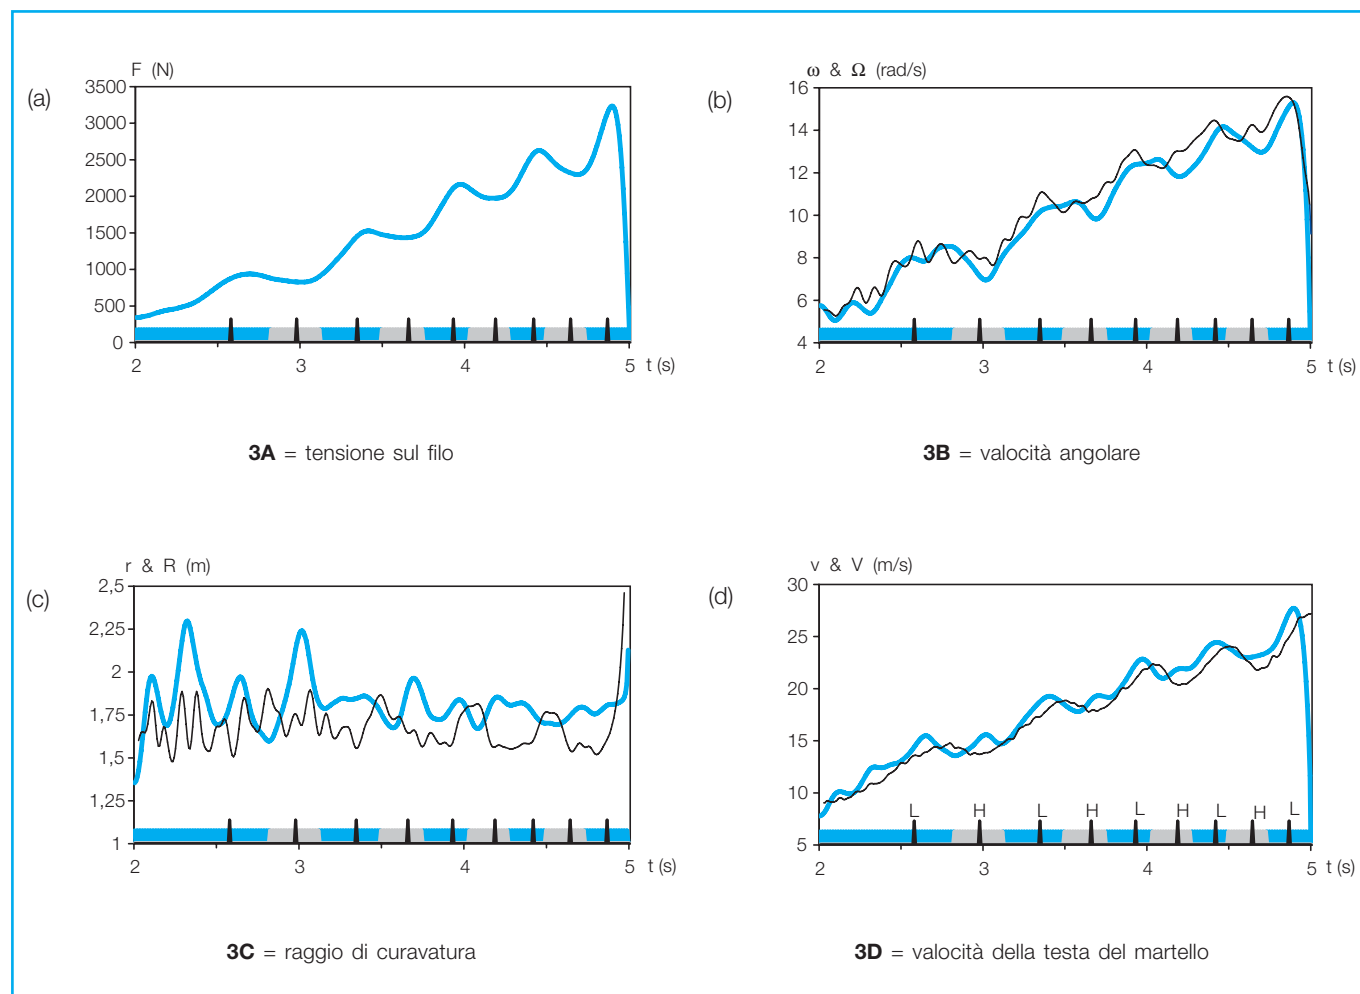 F (N)
(a)
3500
3000
2500
2000
1500
1000
500
0
2
3
4
5
t (s)
3A = tensione sul filo
ω & Ω (rad/s)
(b)
16
14
12
10
8
6
4
2
3
4
5
t (s)
3B = valocità angolare
r & R (m)
(c)
2,5
2,25
2
1,75
1,5
1,25
1
2
3
4
5
t (s)
3C = raggio di curavatura
v & V (m/s)
(d)
30
25
20
15
10
5
L H L H L H L H L
2
3
4
5
t (s)
3D = valocità della testa del martello